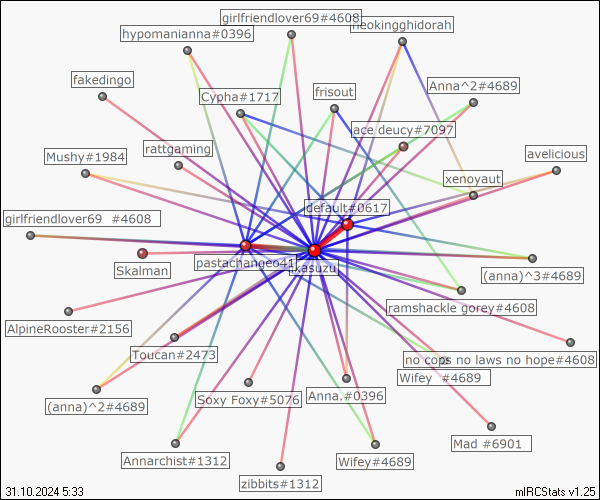 girlfriendlover69#4608
neokingghidorah
hypomanianna#0396
fakedingo
frisout
Anna^2#4689
Cypha#1717
ace deucy#7097
rattgaming
avelicious
Mushy#1984
xenoyaut
default#0617
girlfriendlover69 #4608
pastachangeo41
kasuzu
Skalman
(anna)^3#4689
ramshackle gorey#4608
AlpineRooster#2156
Toucan#2473
no cops no laws no hope#4608
Wifey #4689
Soxy Foxy#5076
Anna.#0396
(anna)^2#4689
Mad #6901
Annarchist#1312
Wifey#4689
zibbits#1312
31.10.2024 5:33
mIRCStats v1.25